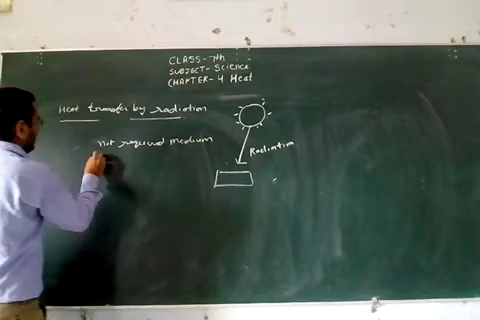 CLASS-7th
SUBJECT- Science
CHAPTER-4 Heat
Heat transfer by radiation
not required medium
Radiation